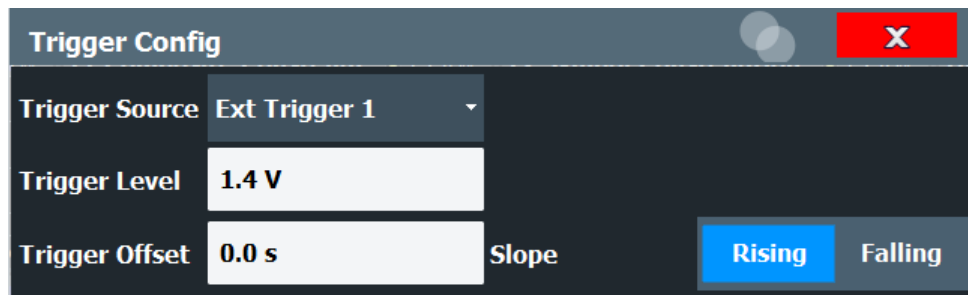 Trigger Config X
Trigger Source Ext Trigger 1
Trigger Level 1.4 V
Trigger Offset 0.0 s Slope Rising Falling